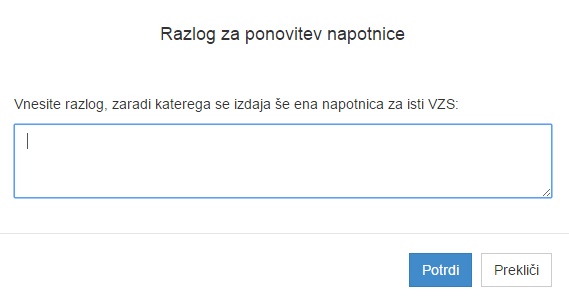 Razlog za ponovitev napotnice
Vnesite razlog, zaradi katerega se izdaja še ena napotnica za isti VZS:
Potrdi Prekliči